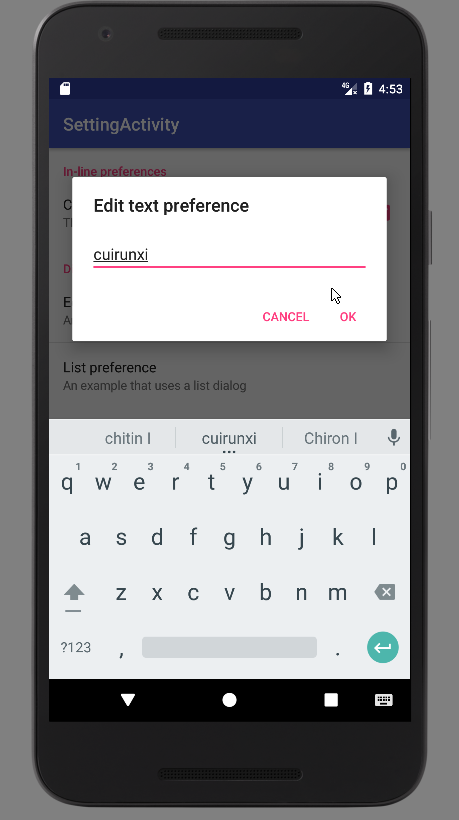 4G 4:53
SettingActivity
In-line preferences
C
Th
Edit text preference
cuirunxi
D
E
CANCEL OK
An
List preference
An example that uses a list dialog
chitin I cuirunxi Chiron I
1 2 3 4 5 6 7 8 9 0
q w e r t y u i o p
a s d f g h j k l
z x c v b n m
?123 , .